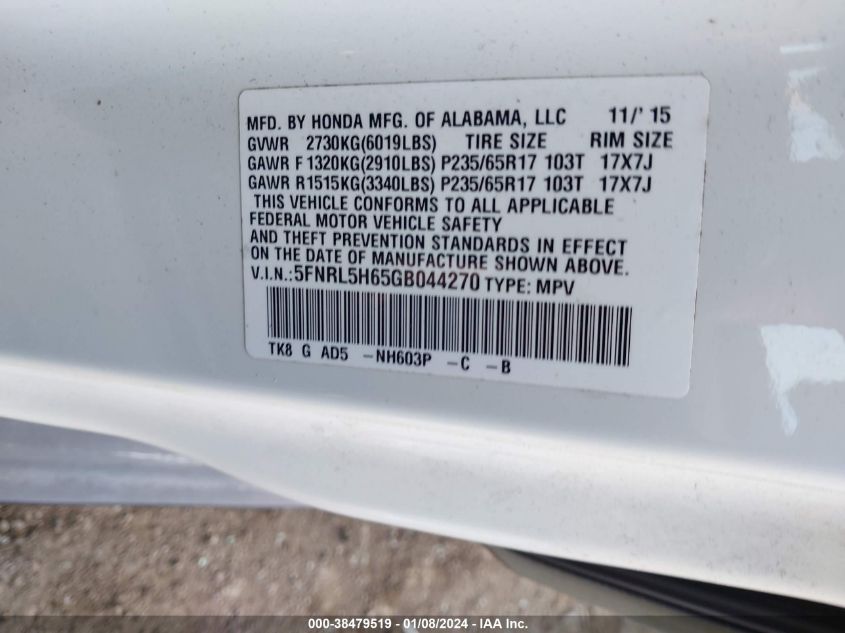 MFD. BY HONDA MFG. OF ALABAMA, LLC 11/' 15
GVWR 2730KG(6019LBS) TIRE SIZE RIM SIZE
GAWR F 1320KG(2910LBS) P235/65R17 103T 17X7J
GAWR R1515KG(3340LBS) P235/65R17 103T 17X7J
THIS VEHICLE CONFORMS TO ALL APPLICABLE
FEDERAL MOTOR VEHICLE SAFETY
AND THEFT PREVENTION STANDARDS IN EFFECT
ON THE DATE OF MANUFACTURE SHOWN ABOVE.
V.I.N.:5FNRL5H65GB044270 TYPE: MPV
TK8 G AD5 -NH603P -C -B
000-38479519 - 01/08/2024 - IAA Inc.